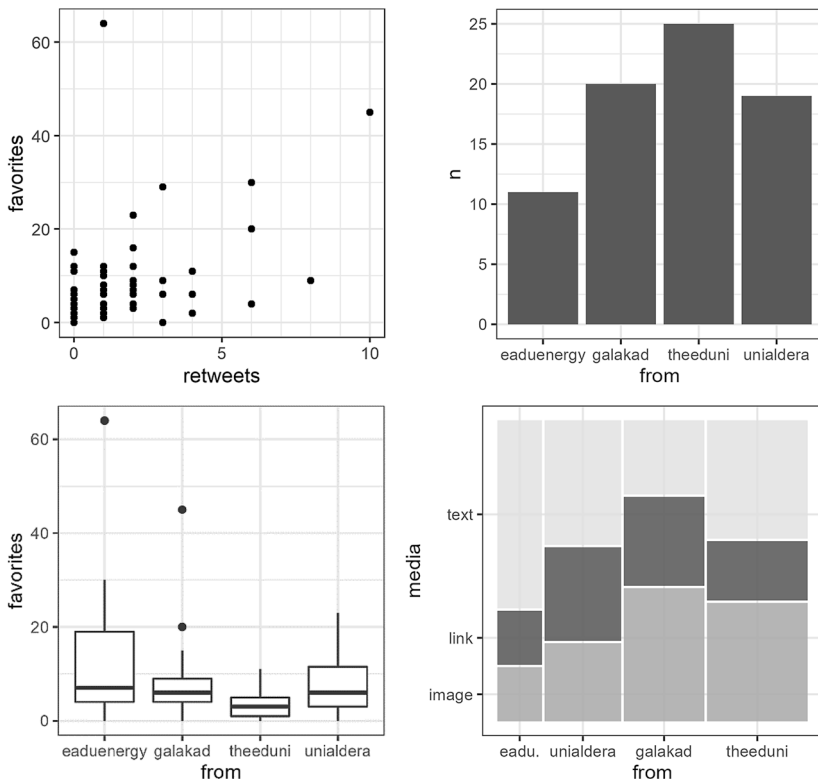 60
40
20
0
favorites
0 5 10
retweets
25
20
15
10
5
0
n
eaduenergy galakad theeduni unialdera
from
60
40
20
0
favorites
eaduenergy galakad theeduni unialdera
from
text
link
image
media
eadu. unialdera galakad theeduni
from